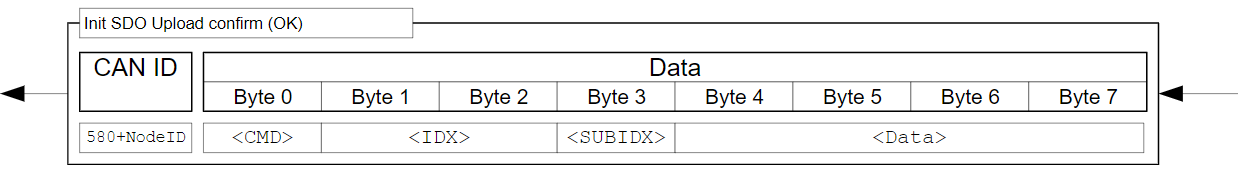 Init SDO Upload confirm (OK)
CAN ID Data
Byte 0 Byte 1 Byte 2 Byte 3 Byte 4 Byte 5 Byte 6 Byte 7
580+NodeID <CMD> <IDX> <SUBIDX> <Data>